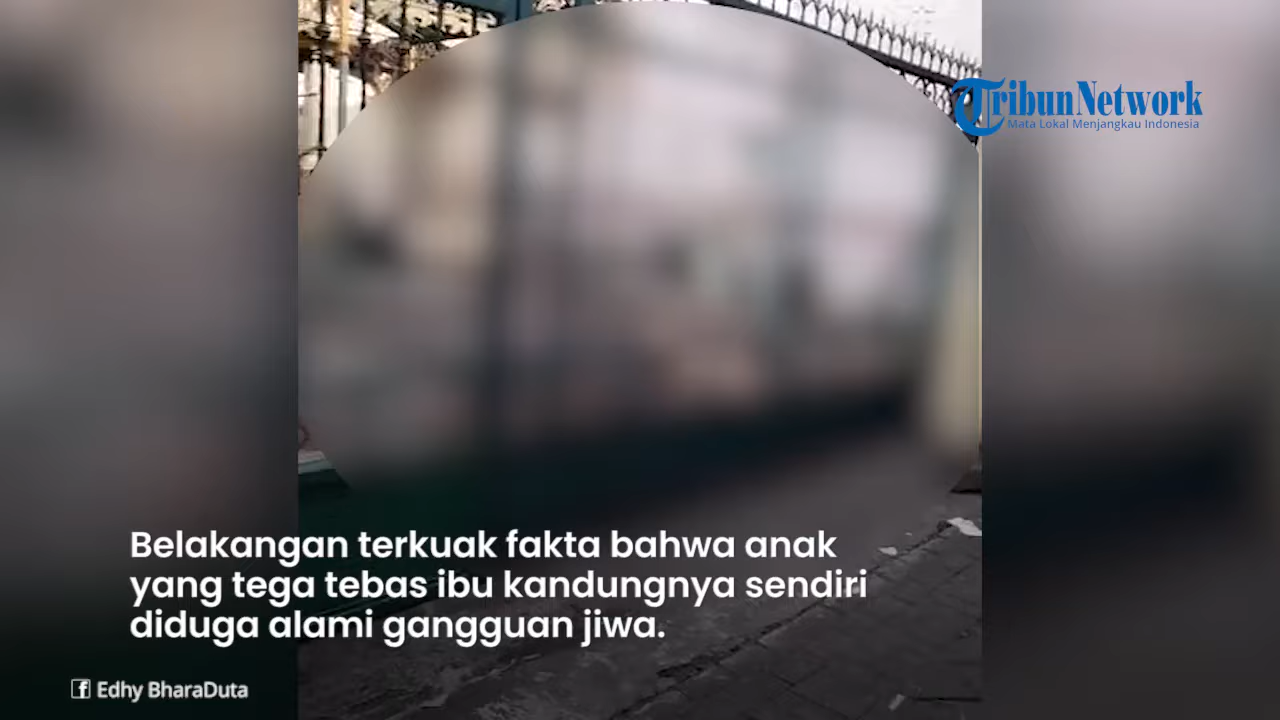 TribunNetwork
Mata Lokal Menjangkau Indonesia
Belakangan terkuak fakta bahwa anak
yang tega tebas ibu kandungnya sendiri
diduga alami gangguan jiwa.
Edhy BharaDuta